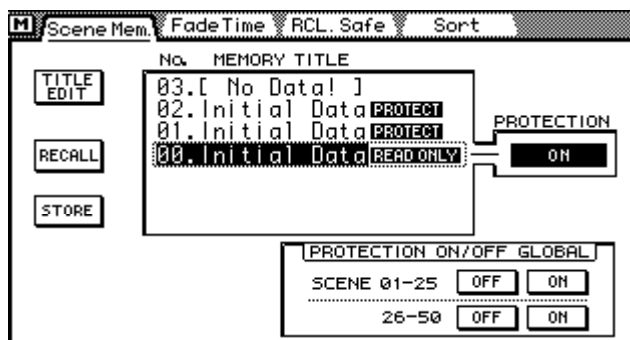 M Scene Mem. Fade Time RCL. Safe Sort
No. MEMORY TITLE
TITLE EDIT
03.[ No Data! ]
02.Initial Data PROTECT
01.Initial Data PROTECT
00.Initial Data READ ONLY
PROTECTION
ON
RECALL
STORE
PROTECTION ON/OFF GLOBAL
SCENE 01-25 OFF ON
26-50 OFF ON